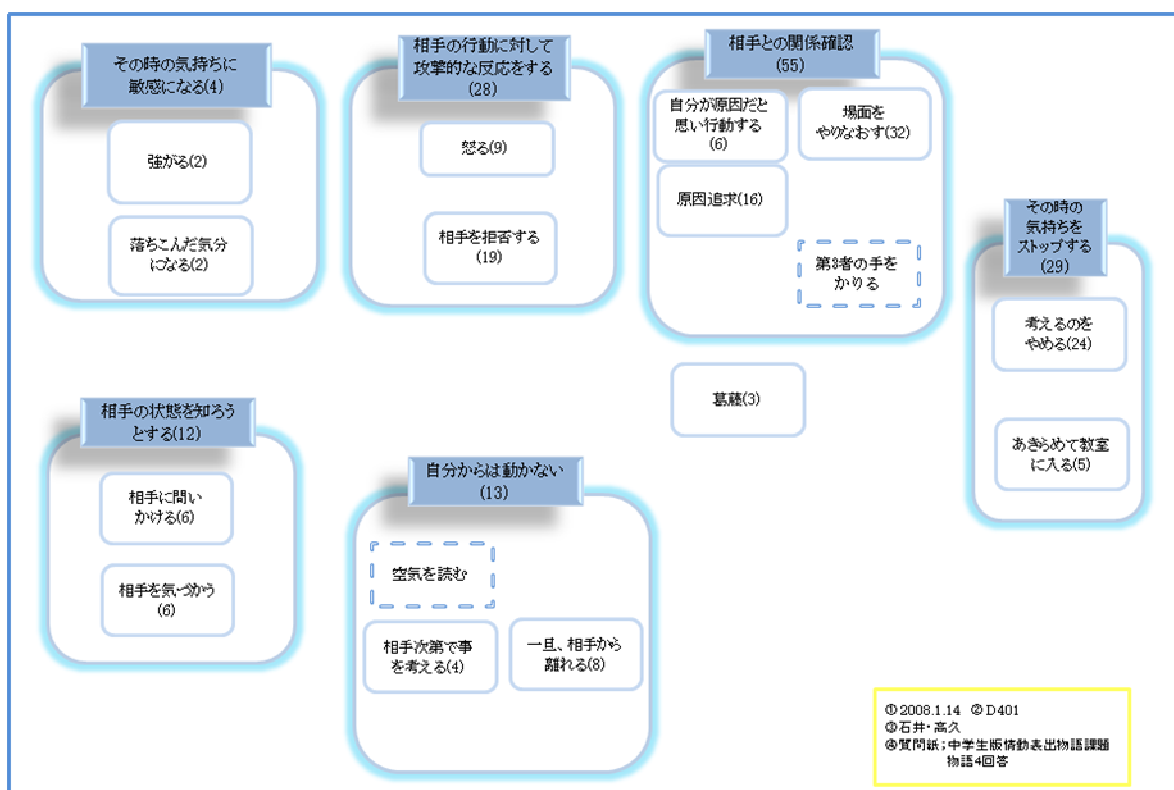 その時の気持ちに
敏感になる(4)
強がる(2)
落ちこんだ気分
になる(2)
相手の行動に対して
攻撃的な反応をする
(28)
怒る(9)
相手を拒否する
(19)
相手との関係確認
(55)
自分が原因だと
思い行動する
(6)
場面を
やりなおす(32)
原因追求(16)
第3者の手を
かりる
葛藤(3)
その時の
気持ちを
ストップする
(29)
考えるのを
やめる(24)
あきらめて教室
に入る(5)
相手の状態を知ろう
とする(12)
相手に問い
かける(6)
相手を気づかう
(6)
自分からは動かない
(13)
空気を読む
相手次第で事
を考える(4)
一旦、相手から
離れる(8)
①2008.1.14 ②D401
③石井・高久
④質問紙;中学生版情動表出物語課題
物語4回答